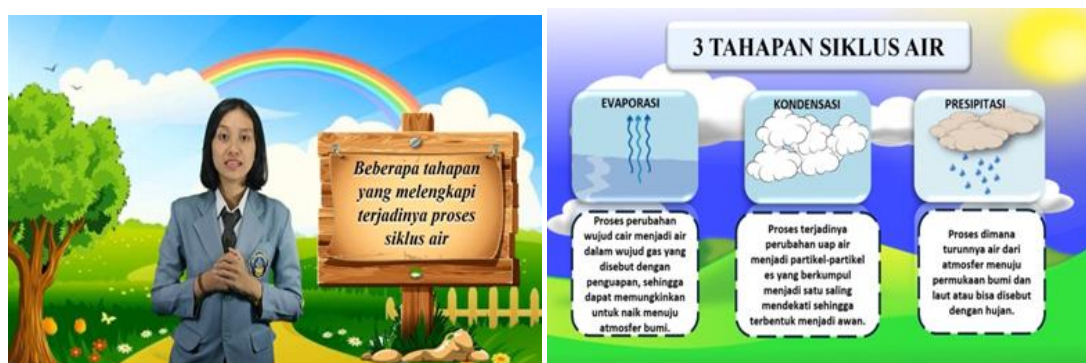 Beberapa tahapan
yang melengkapi
terjadinya proses
siklus air
3 TAHAPAN SIKLUS AIR
EVAPORASI
Proses perubahan
wujud cair menjadi air
dalam wujud gas yang
disebut dengan
penguapan, sehingga
dapat memungkinkan
untuk naik menuju
atmosfer bumi.
KONDENSASI
Proses terjadinya
perubahan uap air
menjadi partikel-partikel
es yang berkumpul
menjadi satu saling
mendekati sehingga
terbentuk menjadi awan.
PRESIPITASI
Proses dimana
turunnya air dari
atmosfer menuju
permukaan bumi dan
laut atau bisa disebut
dengan hujan.